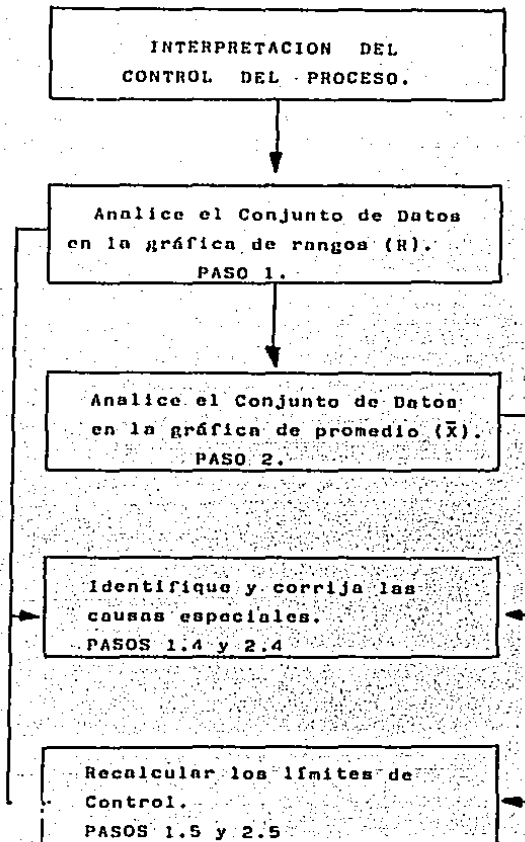 INTERPRETACION DEL
CONTROL DEL PROCESO.
Analice el Conjunto de Datos
en la gráfica de rangos (R).
PASO 1.
Analice el Conjunto de Datos
en la gráfica de promedio (X̄).
PASO 2.
Identifique y corrija las
causas especiales.
PASOS 1.4 y 2.4
Recalcular los límites de
Control.
PASOS 1.5 y 2.5